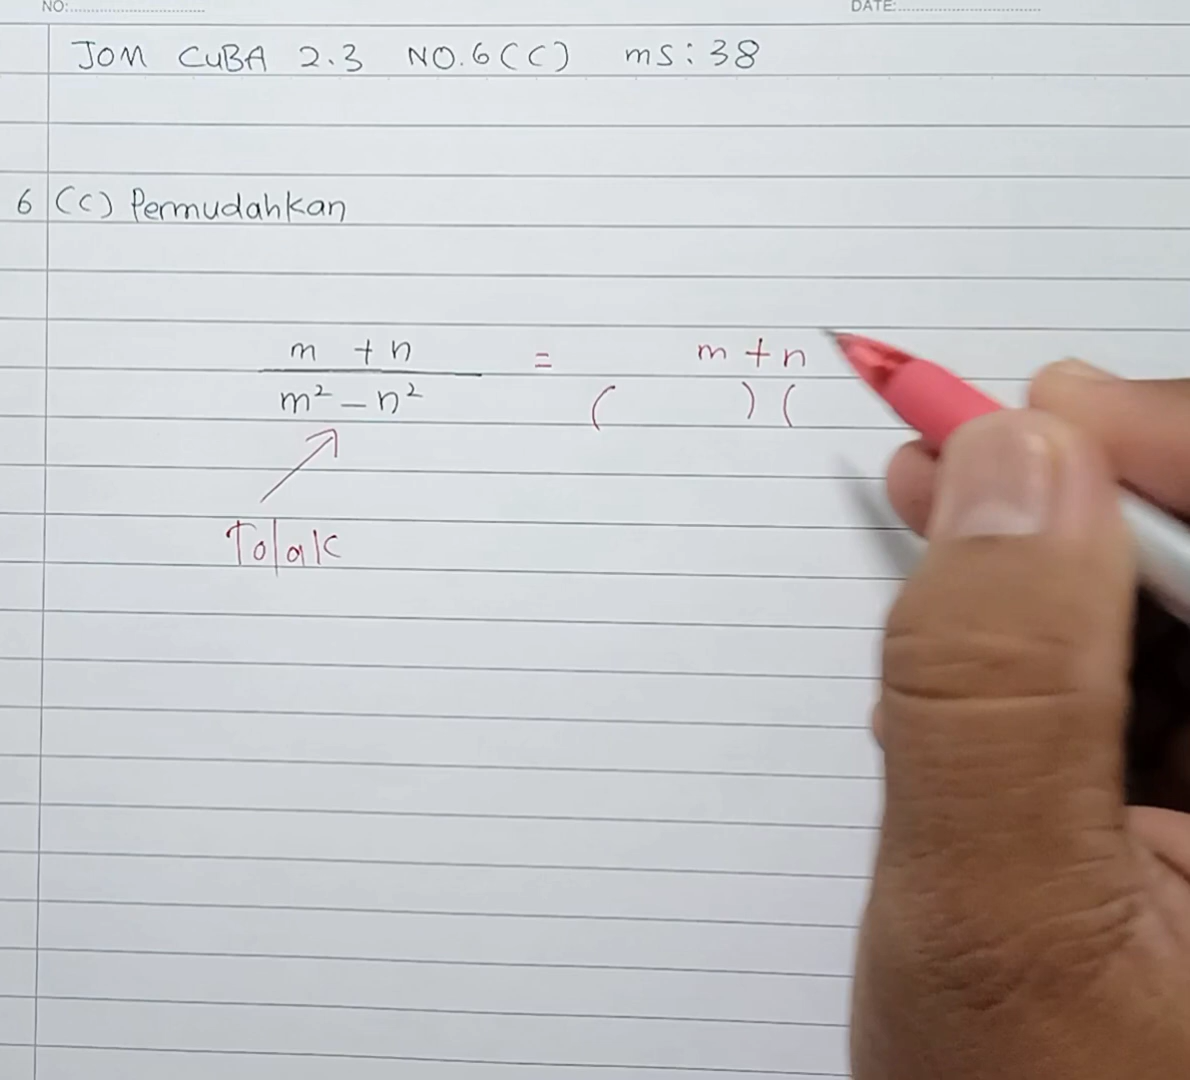 NO: DATE:
JOM CUBA 2.3 NO.6(C) ms: 38
6 (C) Permudahkan
m + n = m + n
m² - n² ( ) (
Tolak